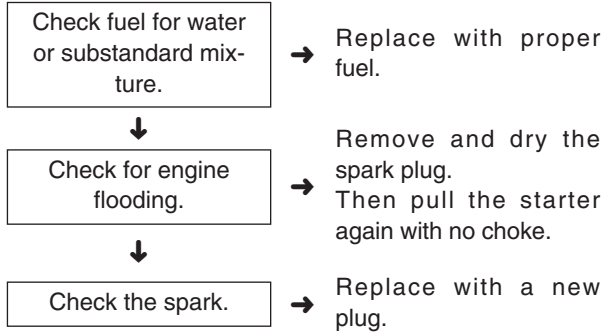 Check fuel for water
or substandard mix-
ture.
Replace with proper
fuel.
Check for engine
flooding.
Remove and dry the
spark plug.
Then pull the starter
again with no choke.
Check the spark.
Replace with a new
plug.